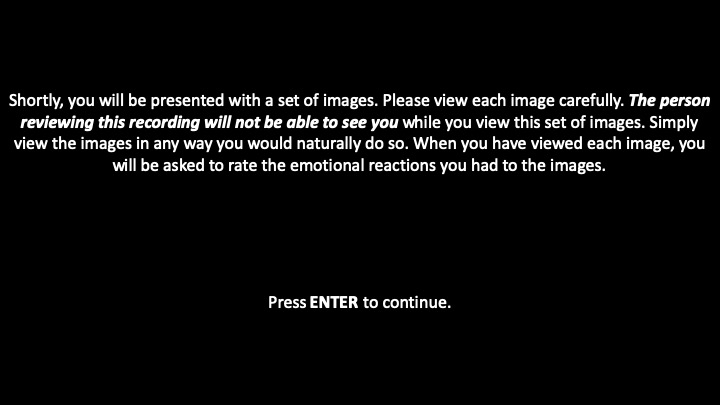 Shortly, you will be presented with a set of images. Please view each image carefully. The person
reviewing this recording will not be able to see you while you view this set of images. Simply
view the images in any way you would naturally do so. When you have viewed each image, you
will be asked to rate the emotional reactions you had to the images.
Press ENTER to continue.